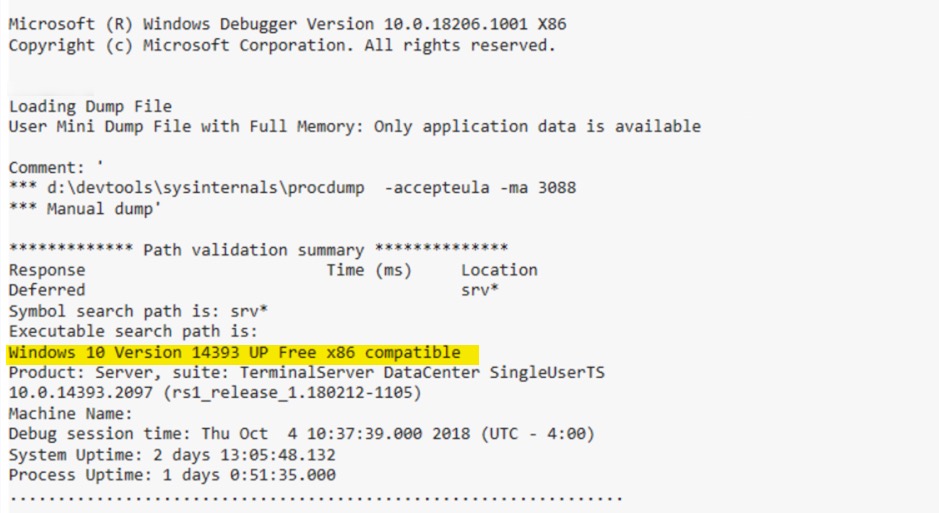 Microsoft (R) Windows Debugger Version 10.0.18206.1001 X86
Copyright (c) Microsoft Corporation. All rights reserved.
Loading Dump File
User Mini Dump File with Full Memory: Only application data is available
Comment: '
*** d:\devtools\sysinternals\procdump  -accepteula -ma 3088
*** Manual dump'
************* Path validation summary **************
Response                         Time (ms)     Location
Deferred                                       srv*
Symbol search path is: srv*
Executable search path is:
Windows 10 Version 14393 UP Free x86 compatible
Product: Server, suite: TerminalServer DataCenter SingleUserTS
10.0.14393.2097 (rs1_release_1.180212-1105)
Machine Name:
Debug session time: Thu Oct  4 10:37:39.000 2018 (UTC - 4:00)
System Uptime: 2 days 13:05:48.132
Process Uptime: 1 days 0:51:35.000
................................................................